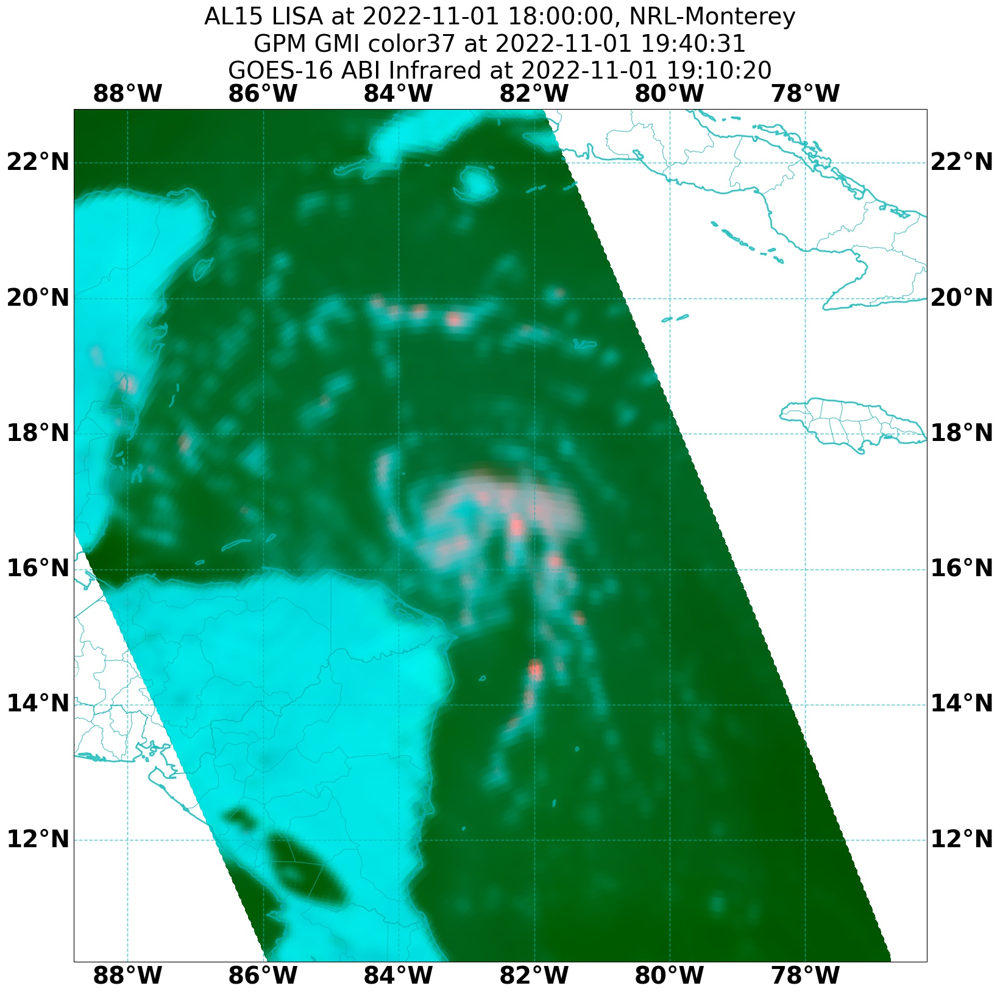 AL15 LISA at 2022-11-01 18:00:00, NRL-Monterey
GPM GMI color37 at 2022-11-01 19:40:31
GOES-16 ABI Infrared at 2022-11-01 19:10:20
88°W 86°W 84°W 82°W 80°W 78°W
22°N 22°N
20°N 20°N
18°N 18°N
16°N 16°N
14°N 14°N
12°N 12°N
88°W 86°W 84°W 82°W 80°W 78°W